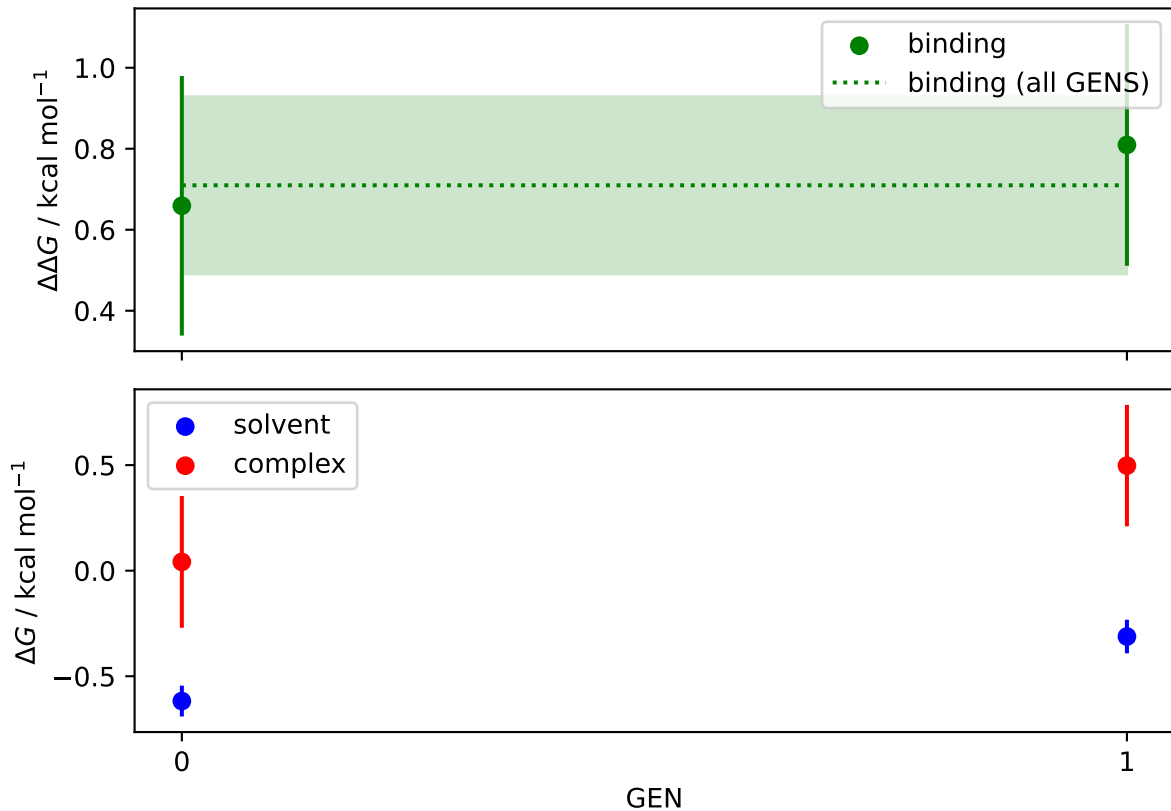 binding
binding (all GENS)
ΔΔG / kcal mol⁻¹
1.0
0.8
0.6
0.4
solvent
complex
ΔG / kcal mol⁻¹
0.5
0.0
−0.5
0
1
GEN